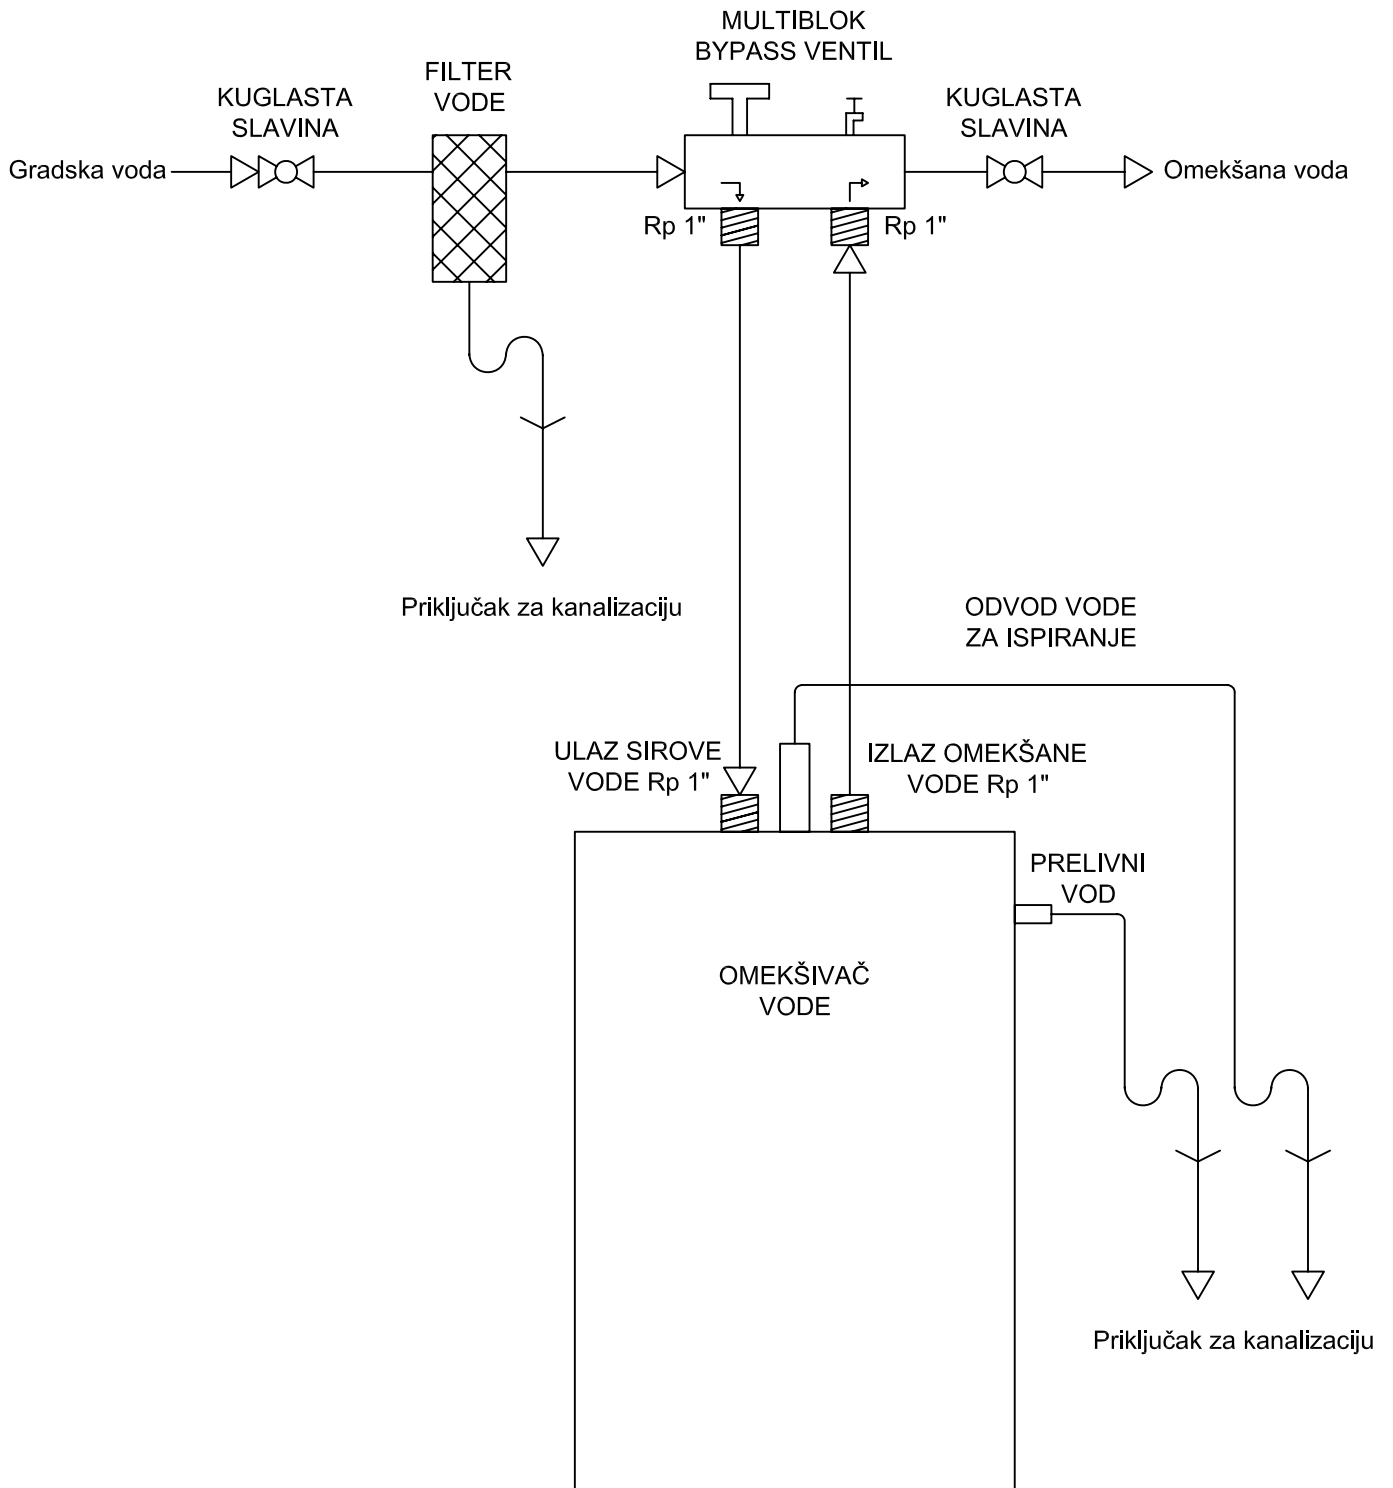 MULTIBLOK
BYPASS VENTIL
FILTER
VODE
KUGLASTA
SLAVINA
KUGLASTA
SLAVINA
Gradska voda
Omekšana voda
Rp 1"
Rp 1"
Priključak za kanalizaciju
ODVOD VODE
ZA ISPIRANJE
ULAZ SIROVE
VODE Rp 1"
IZLAZ OMEKŠANE
VODE Rp 1"
PRELIVNI
VOD
OMEKŠIVAČ
VODE
Priključak za kanalizaciju